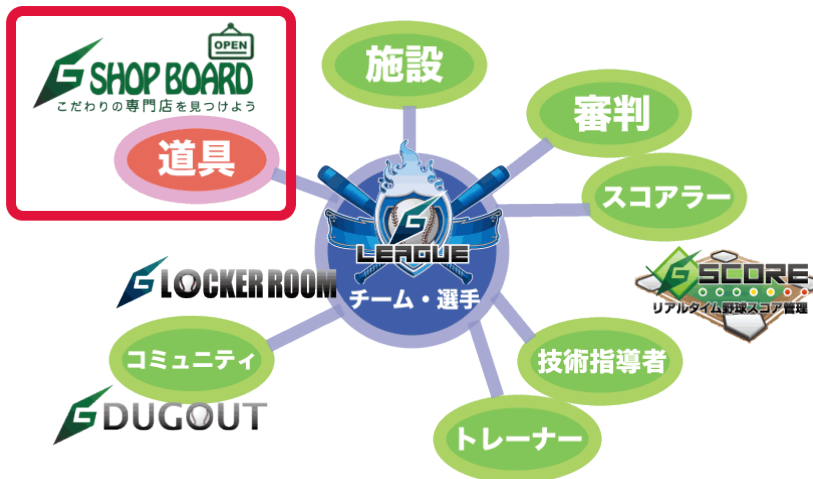 OPEN
G SHOP BOARD
こだわりの専門店を見つけよう
道具
施設
審判
スコアラー
G
LEAGUE
チーム・選手
G LOCKER ROOM
G SCORE
リアルタイム野球スコア管理
コミュニティ
技術指導者
G DUGOUT
トレーナー